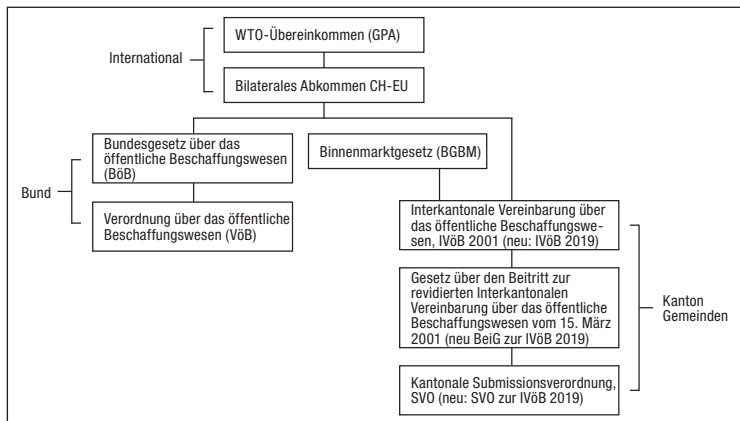 WTO-Übereinkommen (GPA)
International
Bilaterales Abkommen CH-EU
Bundesgesetz über das
öffentliche Beschaffungswesen
(BöB)
Binnenmarktgesetz (BGBM)
Bund
Verordnung über das öffentliche
Beschaffungswesen (VöB)
Interkantonale Vereinbarung über
das öffentliche Beschaffungswe-
sen, IVöB 2001 (neu: IVöB 2019)
Gesetz über den Beitritt zur
revidierten Interkantonalen
Vereinbarung über das öffentliche
Beschaffungswesen vom 15. März
2001 (neu BeiG zur IVöB 2019)
Kanton
Gemeinden
Kantonale Submissionsverordnung,
SVO (neu: SVO zur IVöB 2019)